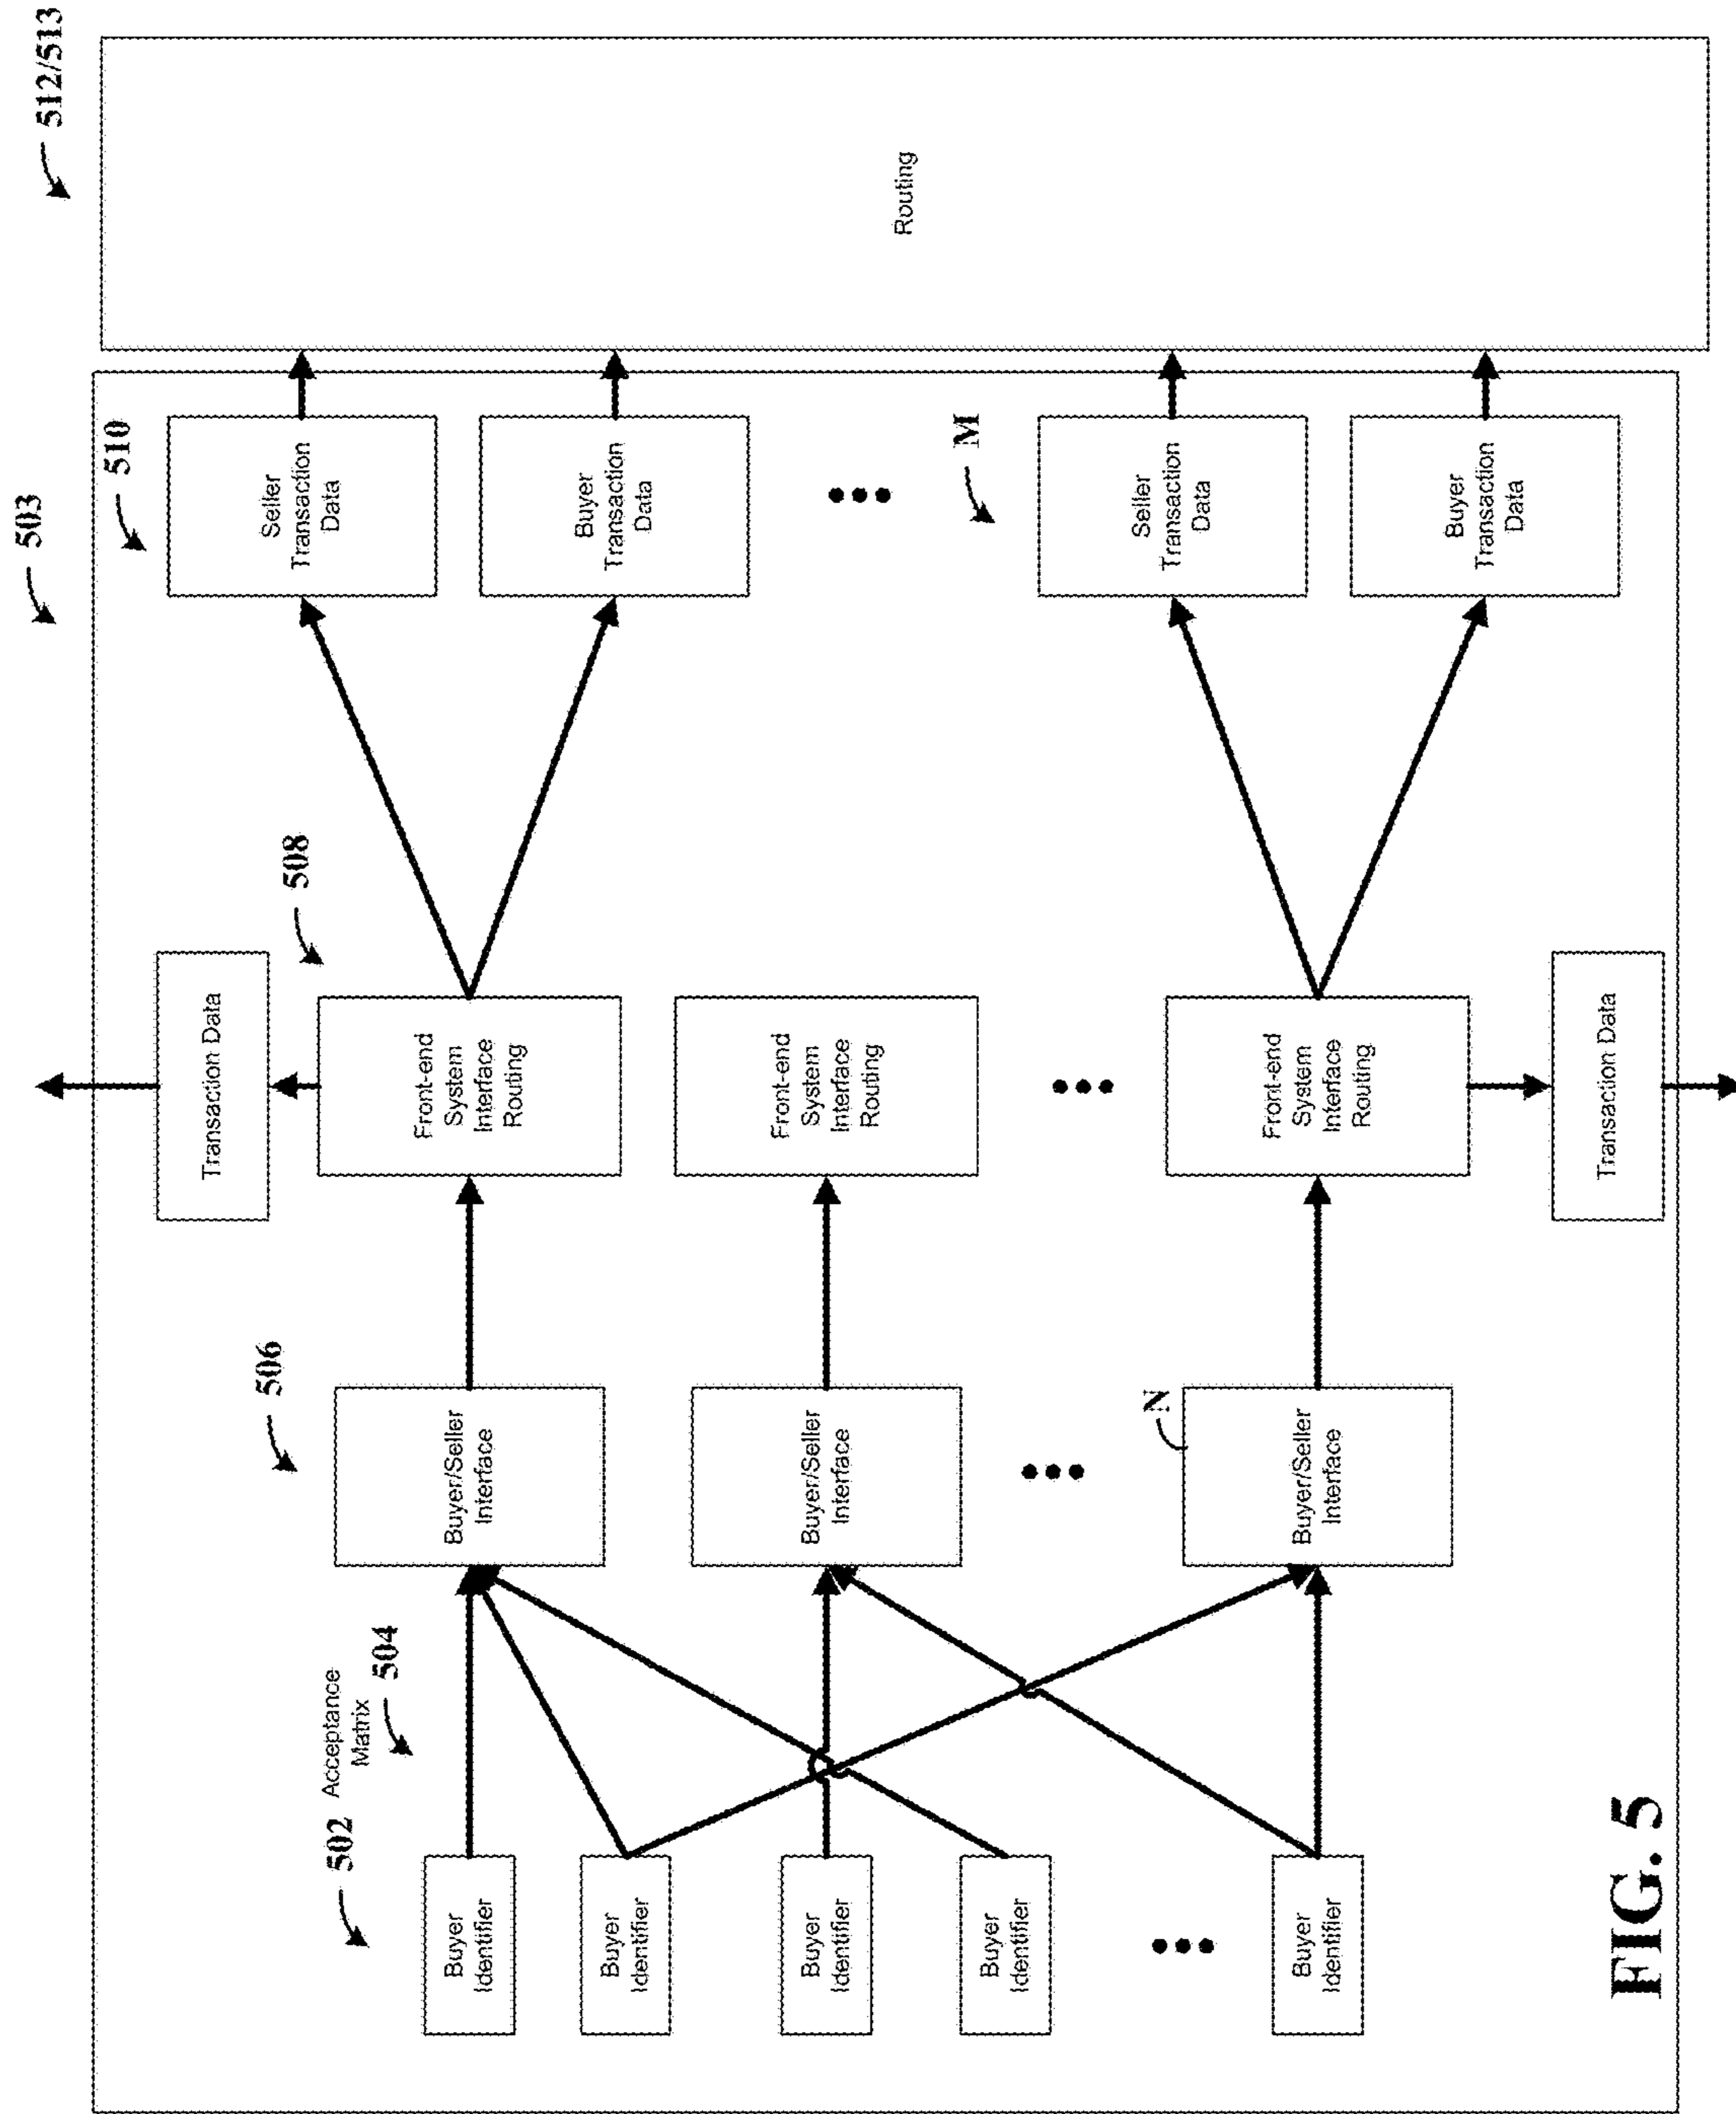 503
512/513
502
Acceptance
Matrix
504
506
508
510
Buyer
Identifier
Buyer
Identifier
Buyer
Identifier
Buyer
Identifier
Buyer
Identifier
Buyer/Seller
Interface
Buyer/Seller
Interface
N
Buyer/Seller
Interface
Transaction Data
Front-end
System
Interface
Routing
Front-end
System
Interface
Routing
Front-end
System
Interface
Routing
Transaction Data
Seller
Transaction
Data
Buyer
Transaction
Data
M
Seller
Transaction
Data
Buyer
Transaction
Data
Routing
FIG. 5